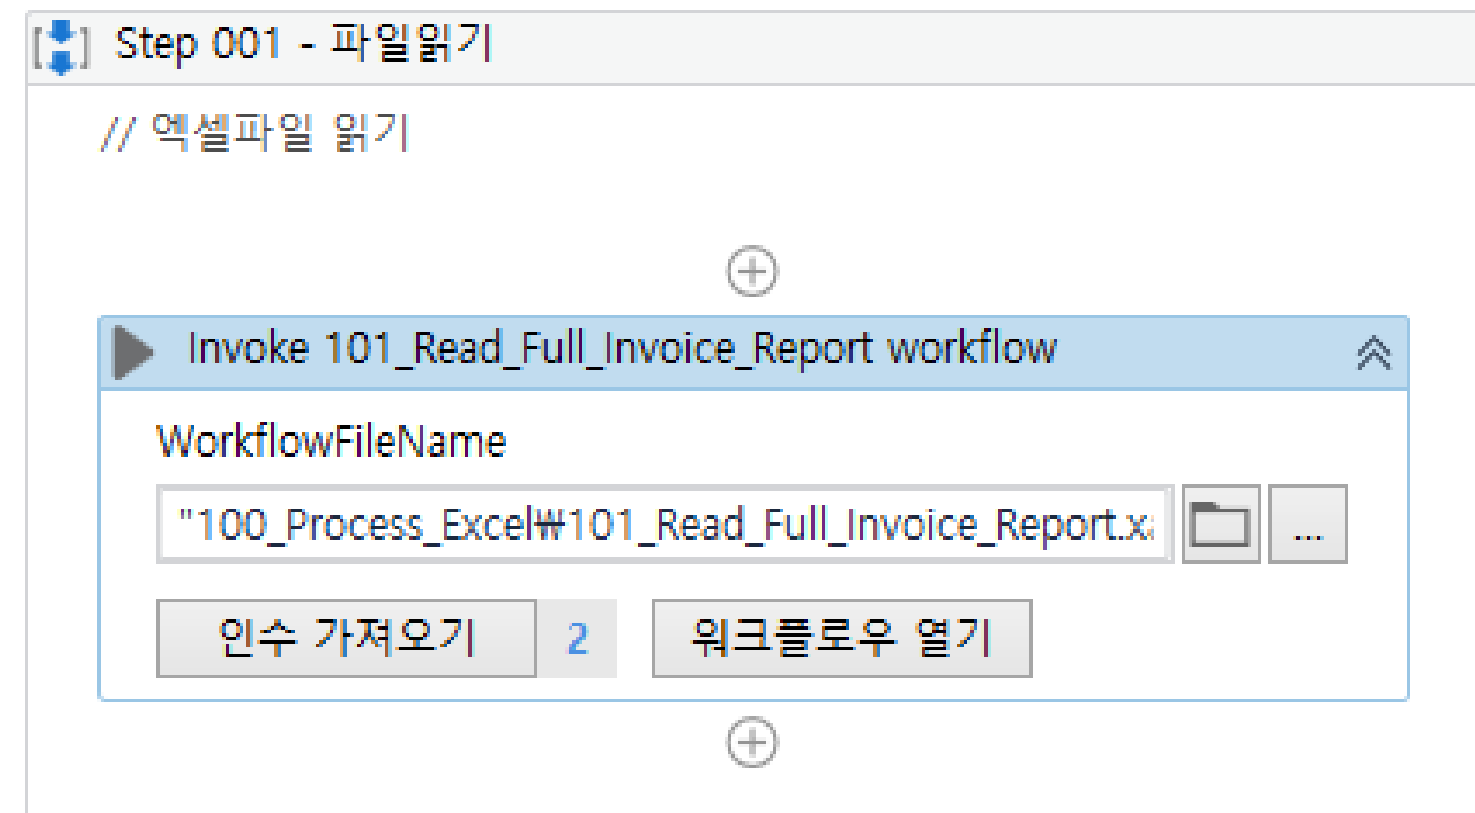 Step 001 - 파일읽기
// 엑셀파일 읽기
Invoke 101_Read_Full_Invoice_Report workflow
WorkflowFileName
"100_Process_Excel₩101_Read_Full_Invoice_Report.xa
...
인수 가져오기 2 워크플로우 열기